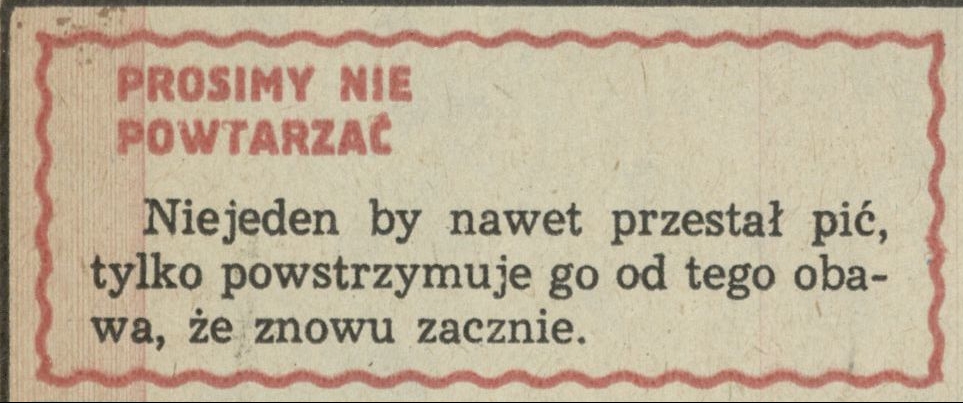 PROSIMY NIE
POWTARZAĆ
Niejeden by nawet przestał pić,
tylko powstrzymuje go od tego oba-
wa, że znowu zacznie.